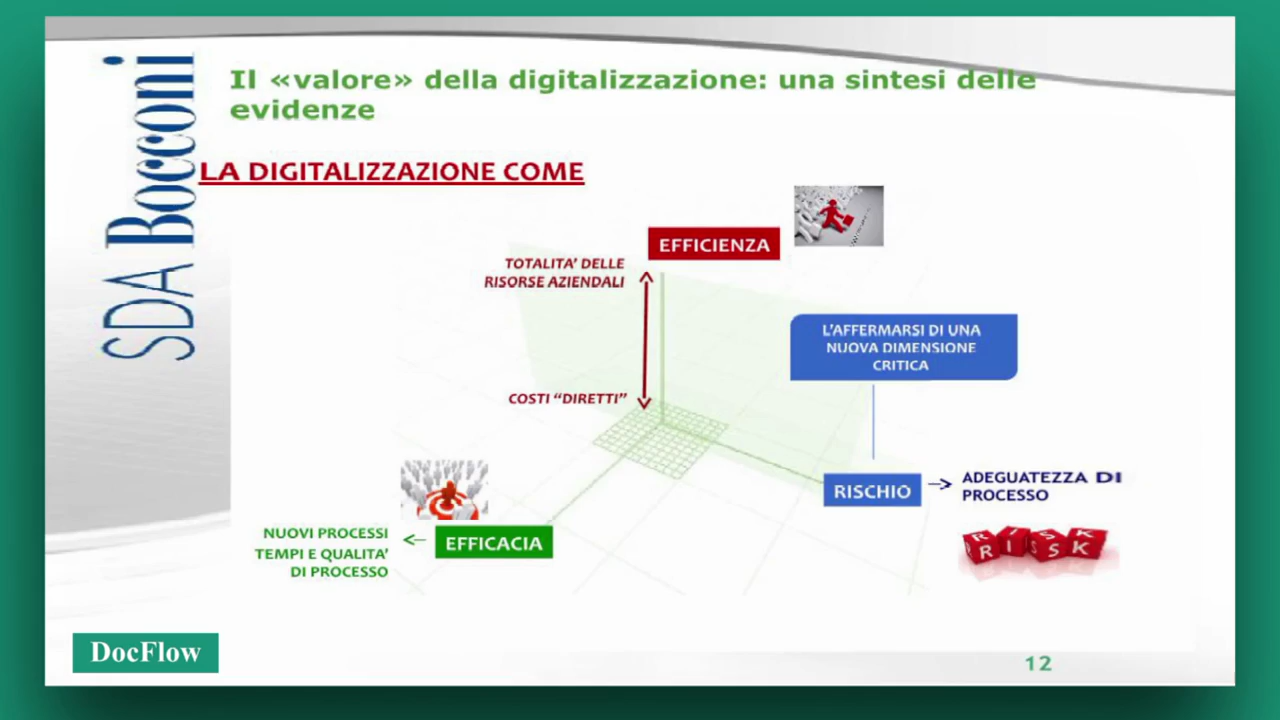 Il «valore» della digitalizzazione: una sintesi delle
evidenze
SDA Bocconi
LA DIGITALIZZAZIONE COME
EFFICIENZA
TOTALITA’ DELLE
RISORSE AZIENDALI
COSTI “DIRETTI”
L’AFFERMARSI DI UNA
NUOVA DIMENSIONE
CRITICA
RISCHIO
ADEGUATEZZA DI
PROCESSO
RISK
EFFICACIA
NUOVI PROCESSI
TEMPI E QUALITA’
DI PROCESSO
DocFlow
12